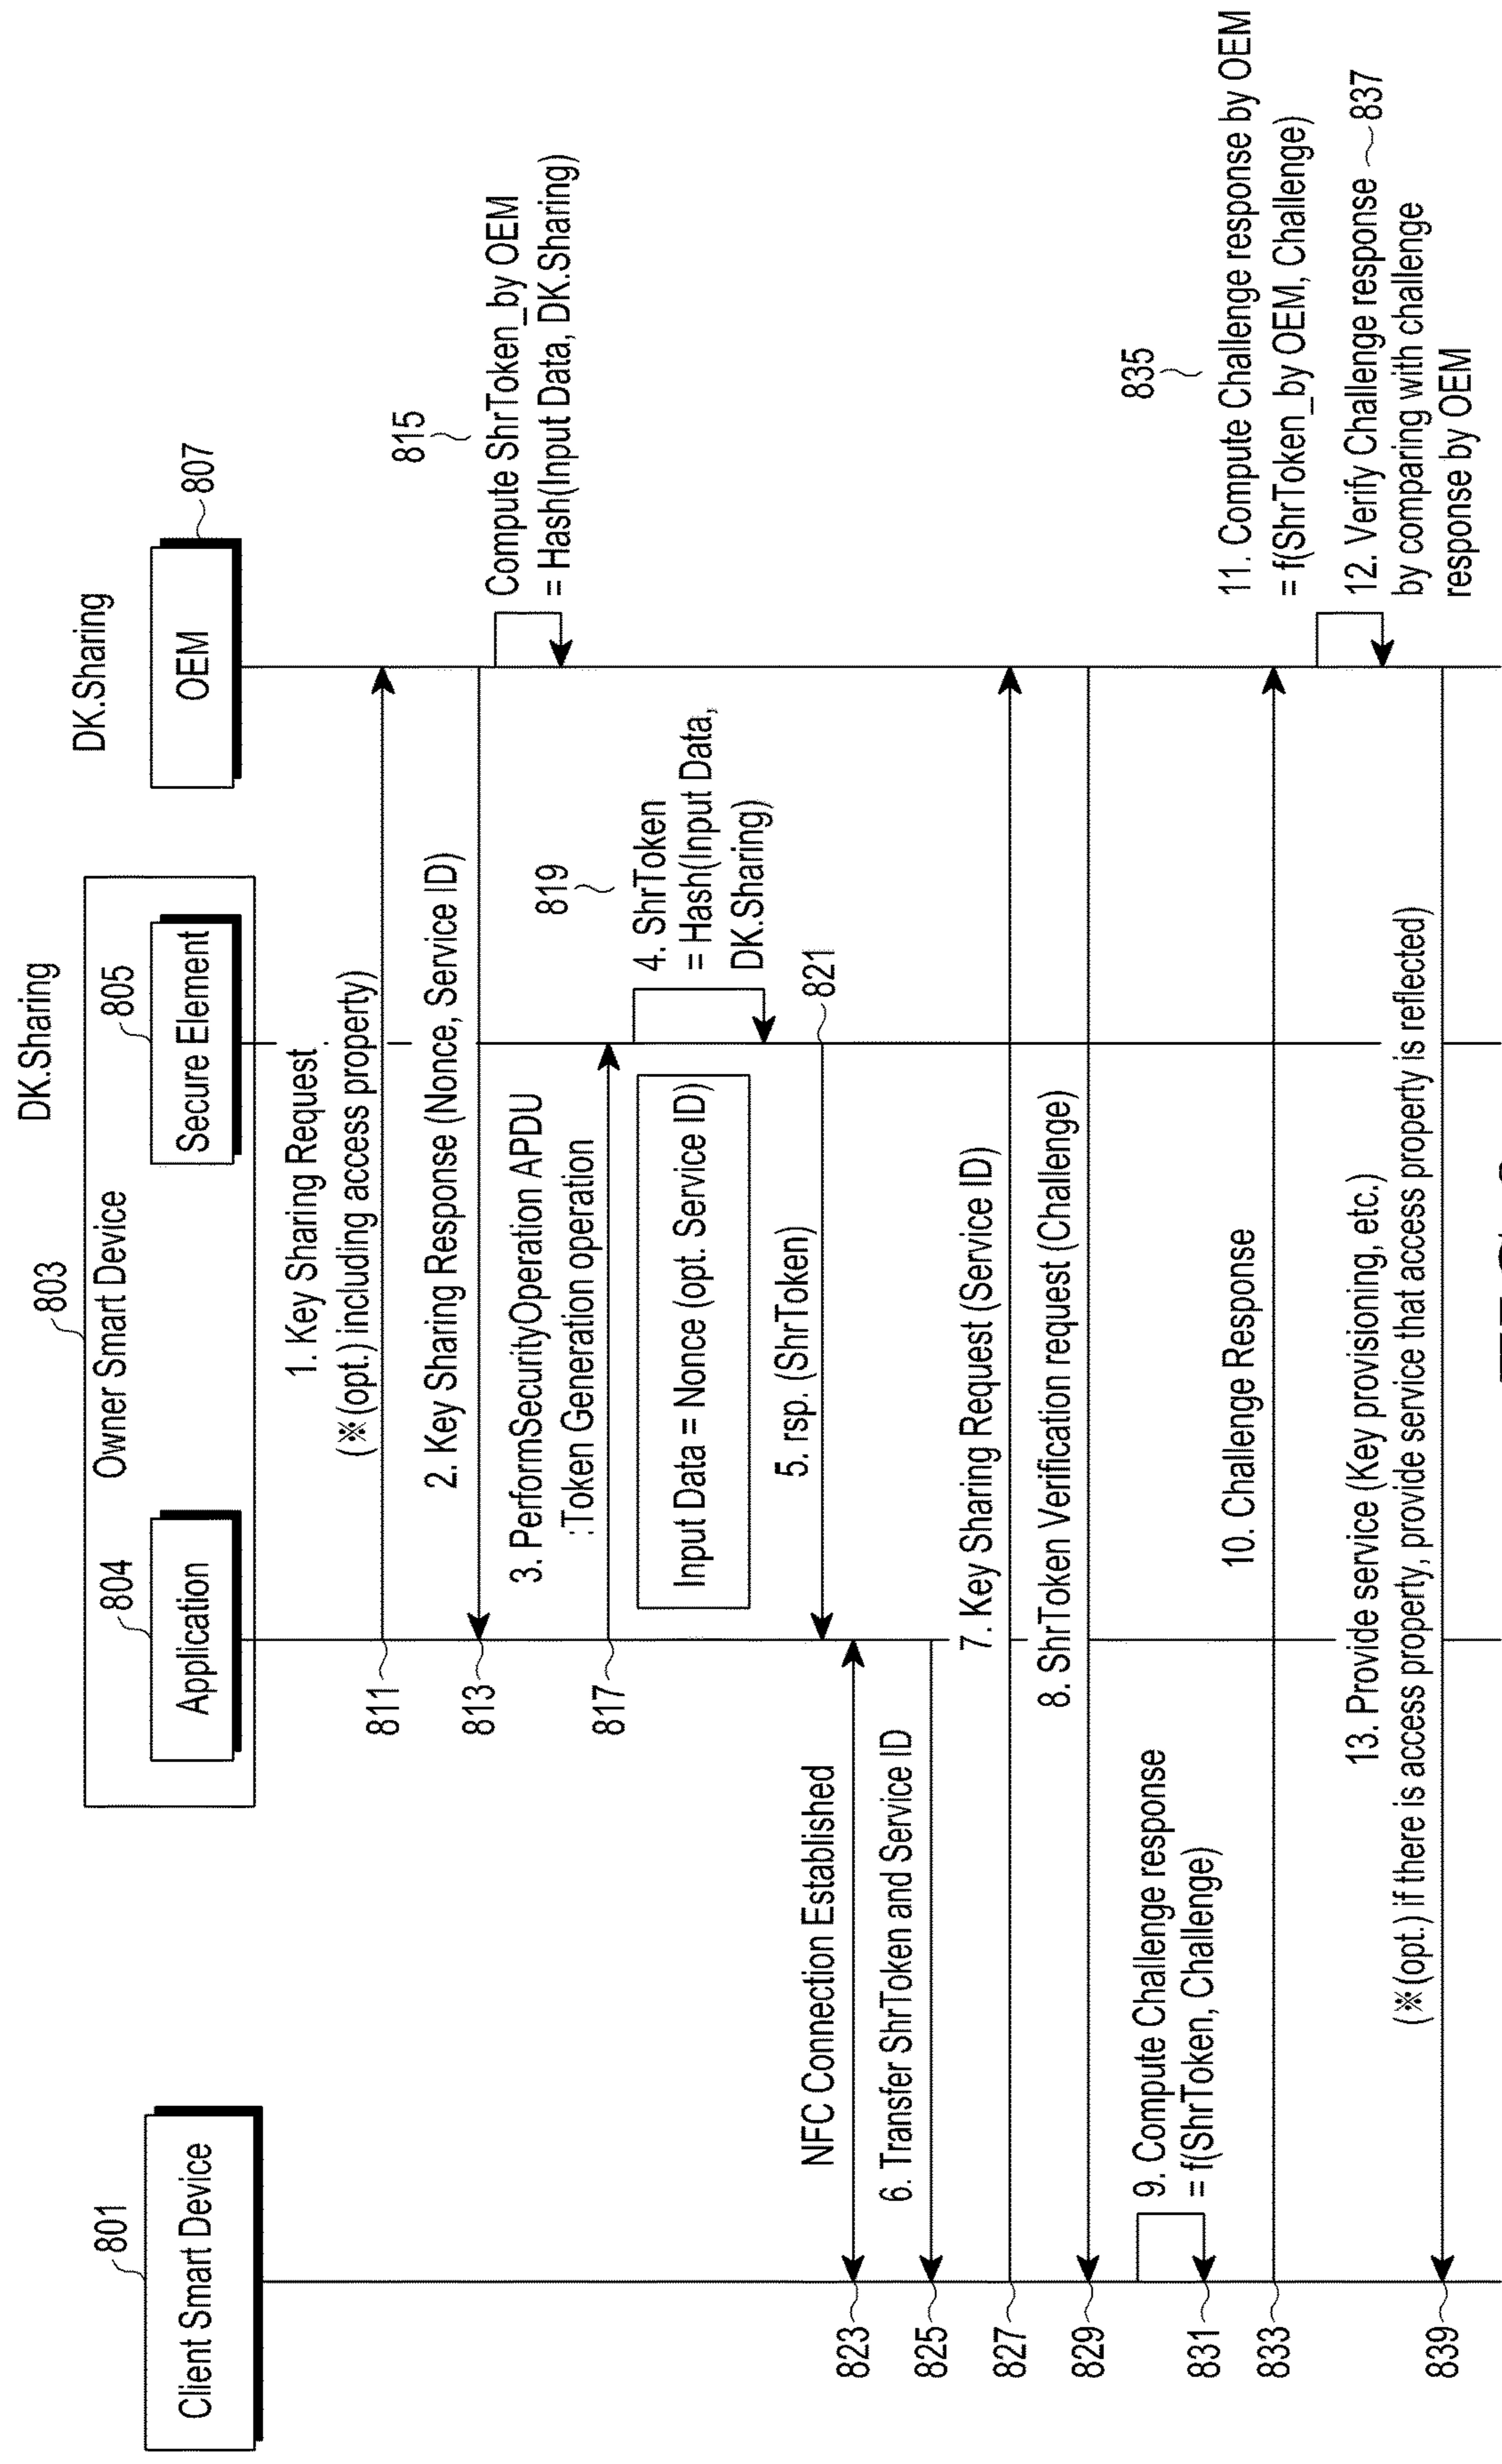 DK.Sharing
DK.Sharing
803
Owner Smart Device
801
804
805
807
Client Smart Device
Application
Secure Element
OEM
1. Key Sharing Request
(※(opt.) including access property)
811
2. Key Sharing Response (Nonce, Service ID)
813
815
Compute ShrToken_by OEM
= Hash(Input Data, DK.Sharing)
3. PerformSecurityOperation APDU
:Token Generation operation
817
819
4. ShrToken
= Hash(Input Data,
DK.Sharing)
Input Data = Nonce (opt. Service ID)
5. rsp. (ShrToken)
821
NFC Connection Established
823
6. Transfer ShrToken and Service ID
825
7. Key Sharing Request (Service ID)
827
8. ShrToken Verification request (Challenge)
829
9. Compute Challenge response
= f(ShrToken, Challenge)
831
10. Challenge Response
833
835
11. Compute Challenge response by OEM
= f(ShrToken_by OEM, Challenge)
12. Verify Challenge response
837
by comparing with challenge
response by OEM
13. Provide service (Key provisioning, etc.)
(※(opt.) if there is access property, provide service that access property is reflected)
839